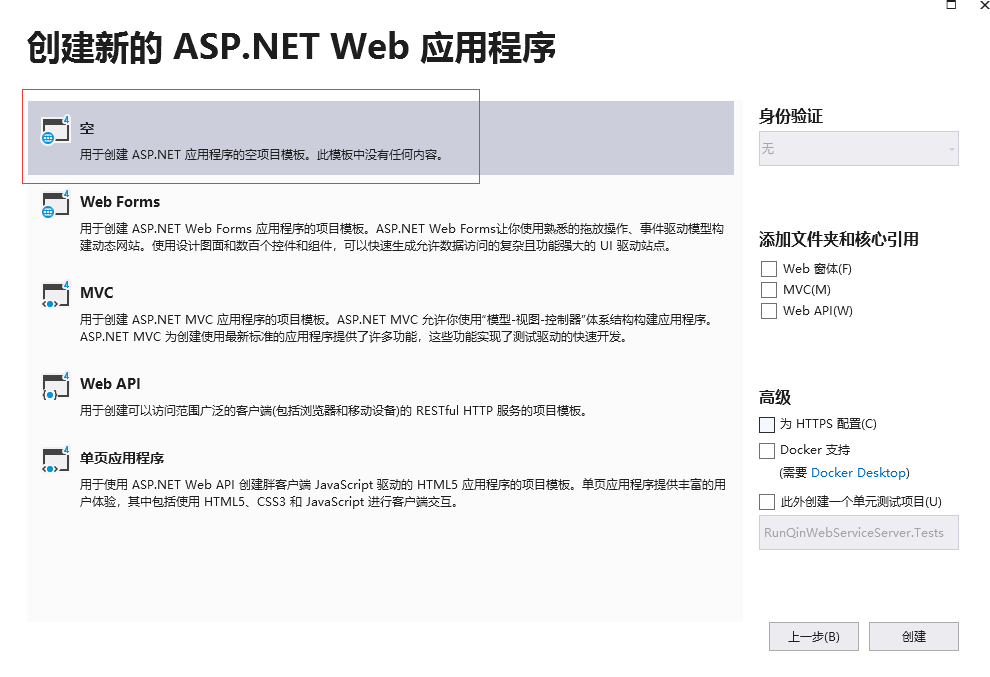 创建新的 ASP.NET Web 应用程序
空
用于创建 ASP.NET 应用程序的空项目模板。此模板中没有任何内容。
Web Forms
用于创建 ASP.NET Web Forms 应用程序的项目模板。ASP.NET Web Forms让你使用熟悉的拖放操作、事件驱动模型构
建动态网站。使用设计图面和数百个控件和组件，可以快速生成允许数据访问的复杂且功能强大的 UI 驱动站点。
MVC
用于创建 ASP.NET MVC 应用程序的项目模板。ASP.NET MVC 允许你使用“模型-视图-控制器”体系结构构建应用程序。
ASP.NET MVC 为创建使用最新标准的应用程序提供了许多功能，这些功能实现了测试驱动的快速开发。
Web API
用于创建可以访问范围广泛的客户端(包括浏览器和移动设备)的 RESTful HTTP 服务的项目模板。
单页应用程序
用于使用 ASP.NET Web API 创建胖客户端 JavaScript 驱动的 HTML5 应用程序的项目模板。单页应用程序提供丰富的用
户体验，其中包括使用 HTML5、CSS3 和 JavaScript 进行客户端交互。
身份验证
无
添加文件夹和核心引用
Web 窗体(F)
MVC(M)
Web API(W)
高级
为 HTTPS 配置(C)
Docker 支持
(需要 Docker Desktop)
此外创建一个单元测试项目(U)
RunQinWebServiceServer.Tests
上一步(B)
创建